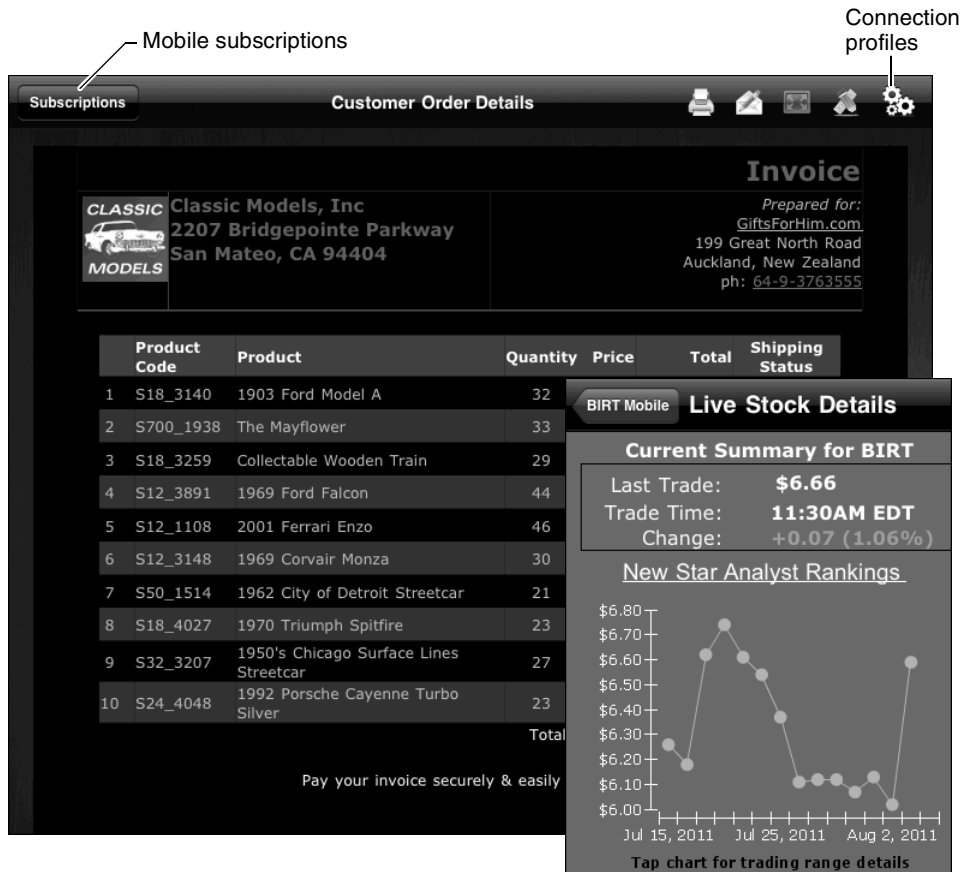 Connection
profiles
Mobile subscriptions
Subscriptions
Customer Order Details
Invoice
CLASSIC
MODELS
Classic Models, Inc
2207 Bridgepointe Parkway
San Mateo, CA 94404
Prepared for:
GiftsForHim.com
199 Great North Road
Auckland, New Zealand
ph: 64-9-3763555
Product Code Product Quantity Price Total Shipping Status
1 S18_3140 1903 Ford Model A 32
2 S700_1938 The Mayflower 33
3 S18_3259 Collectable Wooden Train 29
4 S12_3891 1969 Ford Falcon 44
5 S12_1108 2001 Ferrari Enzo 46
6 S12_3148 1969 Corvair Monza 30
7 S50_1514 1962 City of Detroit Streetcar 21
8 S18_4027 1970 Triumph Spitfire 23
9 S32_3207 1950's Chicago Surface Lines Streetcar 27
10 S24_4048 1992 Porsche Cayenne Turbo Silver 23
Total
Pay your invoice securely & easily
BIRT Mobile
Live Stock Details
Current Summary for BIRT
Last Trade: $6.66
Trade Time: 11:30AM EDT
Change: +0.07 (1.06%)
New Star Analyst Rankings
$6.80
$6.70
$6.60
$6.50
$6.40
$6.30
$6.20
$6.10
$6.00
Jul 15, 2011 Jul 25, 2011 Aug 2, 2011
Tap chart for trading range details